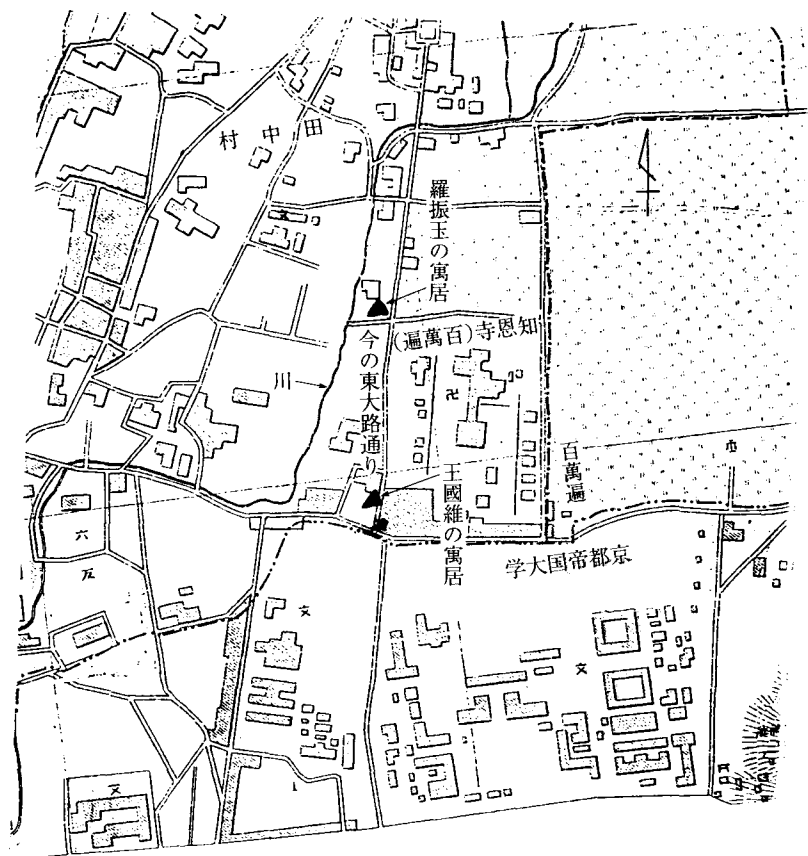 田中村
羅振玉の寓居
知恩寺(百萬遍)
今の東大路通り
川
百萬遍
王國維の寓居
京都帝国大学